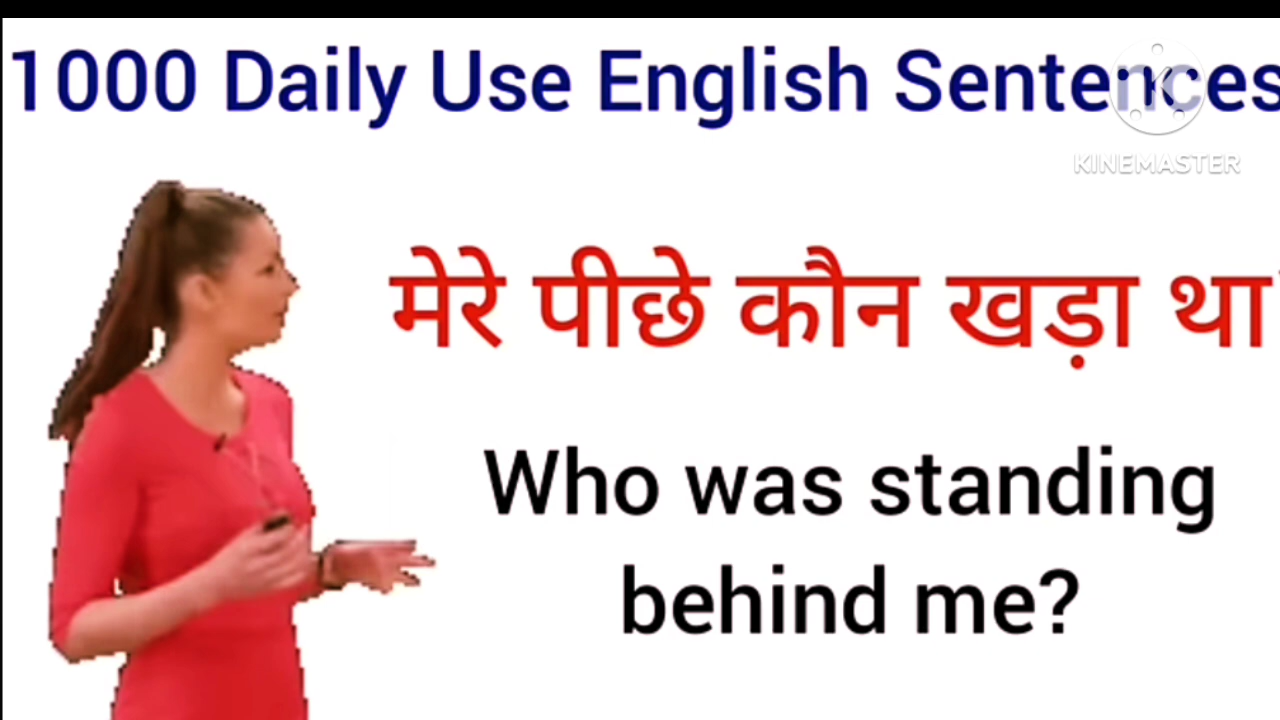 1000 Daily Use English Sentences
KINEMASTER
मेरे पीछे कौन खड़ा था
Who was standing
behind me?